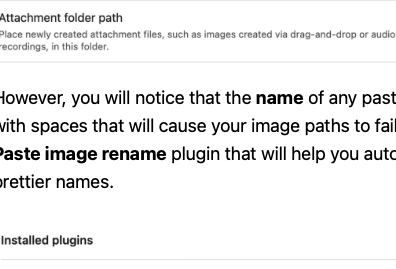 Attachment folder path
Place newly created attachment files, such as images created via drag-and-drop or audio
recordings, in this folder.
However, you will notice that the name of any past
with spaces that will cause your image paths to fai
Paste image rename plugin that will help you auto
prettier names.
Installed plugins